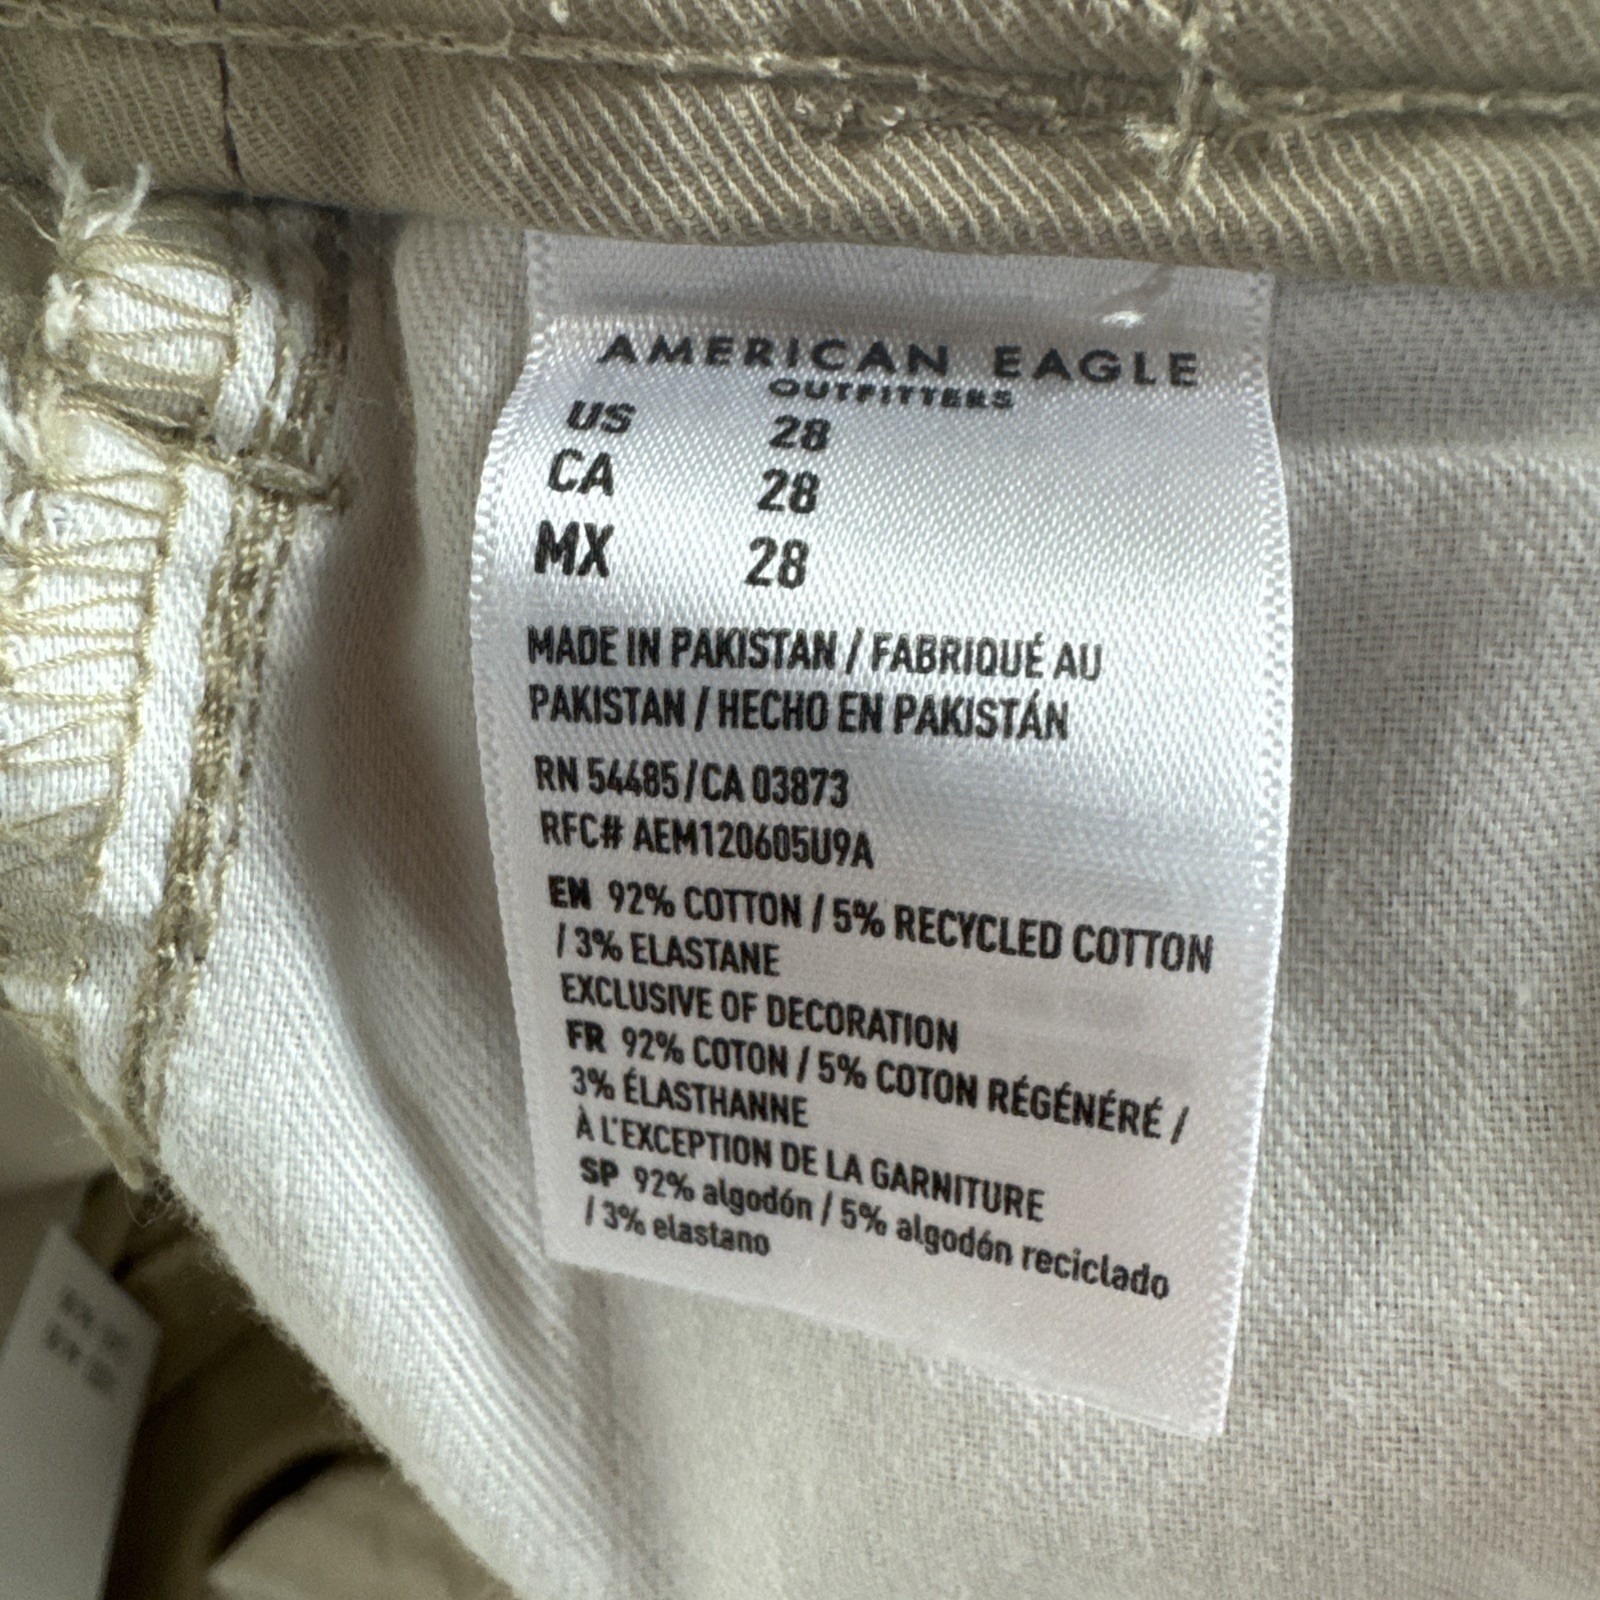 AMERICAN EAGLE
OUTFITTERS
US 28
CA 28
MX 28
MADE IN PAKISTAN / FABRIQUÉ AU
PAKISTAN / HECHO EN PAKISTÁN
RN 54485/CA 03873
RFC# AEM120605U9A
EN 92% COTTON / 5% RECYCLED COTTON
/ 3% ELASTANE
EXCLUSIVE OF DECORATION
FR 92% COTON / 5% COTON RÉGÉNÉRÉ /
3% ÉLASTHANNE
À L'EXCEPTION DE LA GARNITURE
SP 92% algodón / 5% algodón reciclado
/ 3% elastano